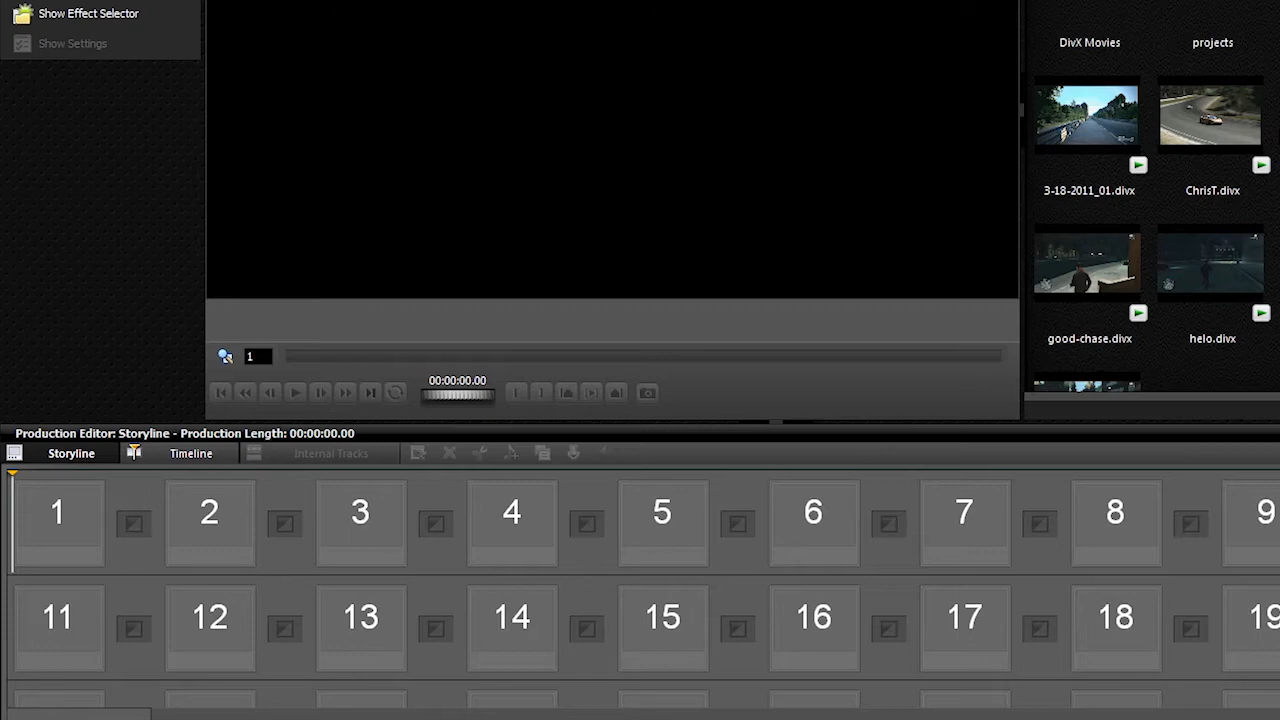 Show Effect Selector
Show Settings
DivX Movies
projects
3-18-2011_01.divx
ChrisT.divx
good-chase.divx
helo.divx
1
00:00:00.00
Production Editor: Storyline - Production Length: 00:00:00.00
Storyline
Timeline
Internal Tracks
1 2 3 4 5 6 7 8 9
11 12 13 14 15 16 17 18 19